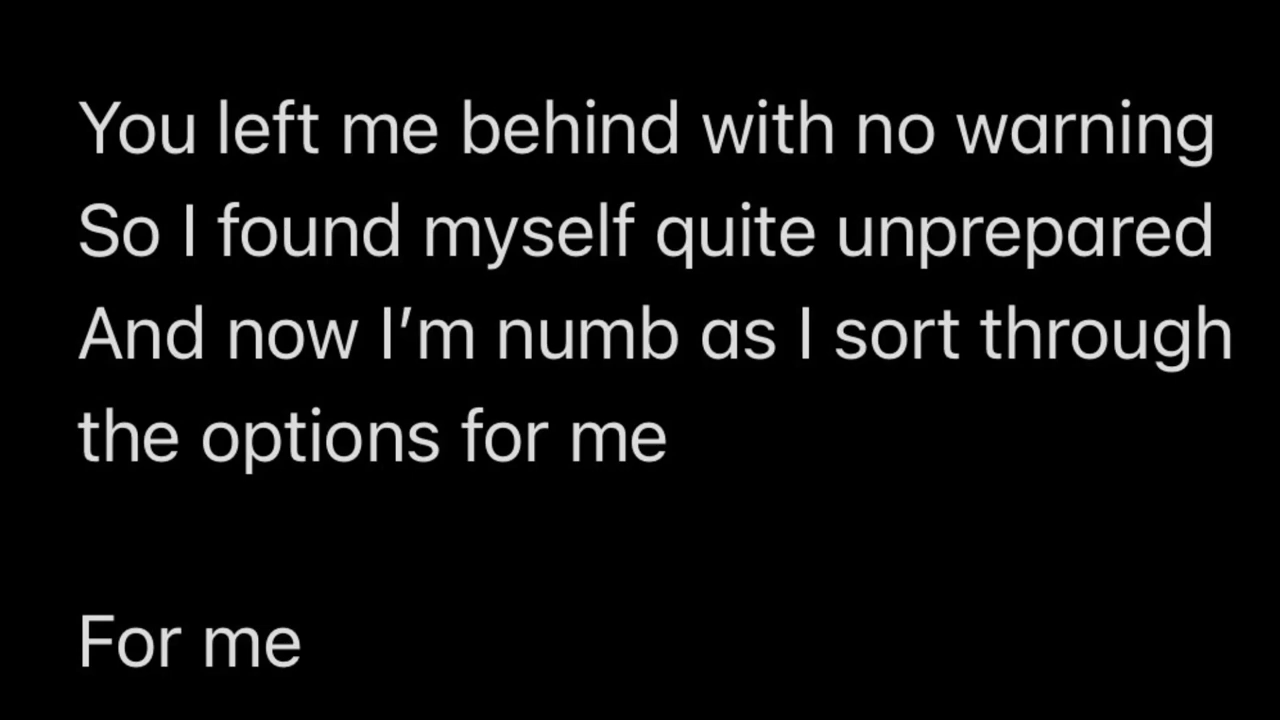 You left me behind with no warning
So I found myself quite unprepared
And now I’m numb as I sort through
the options for me
For me